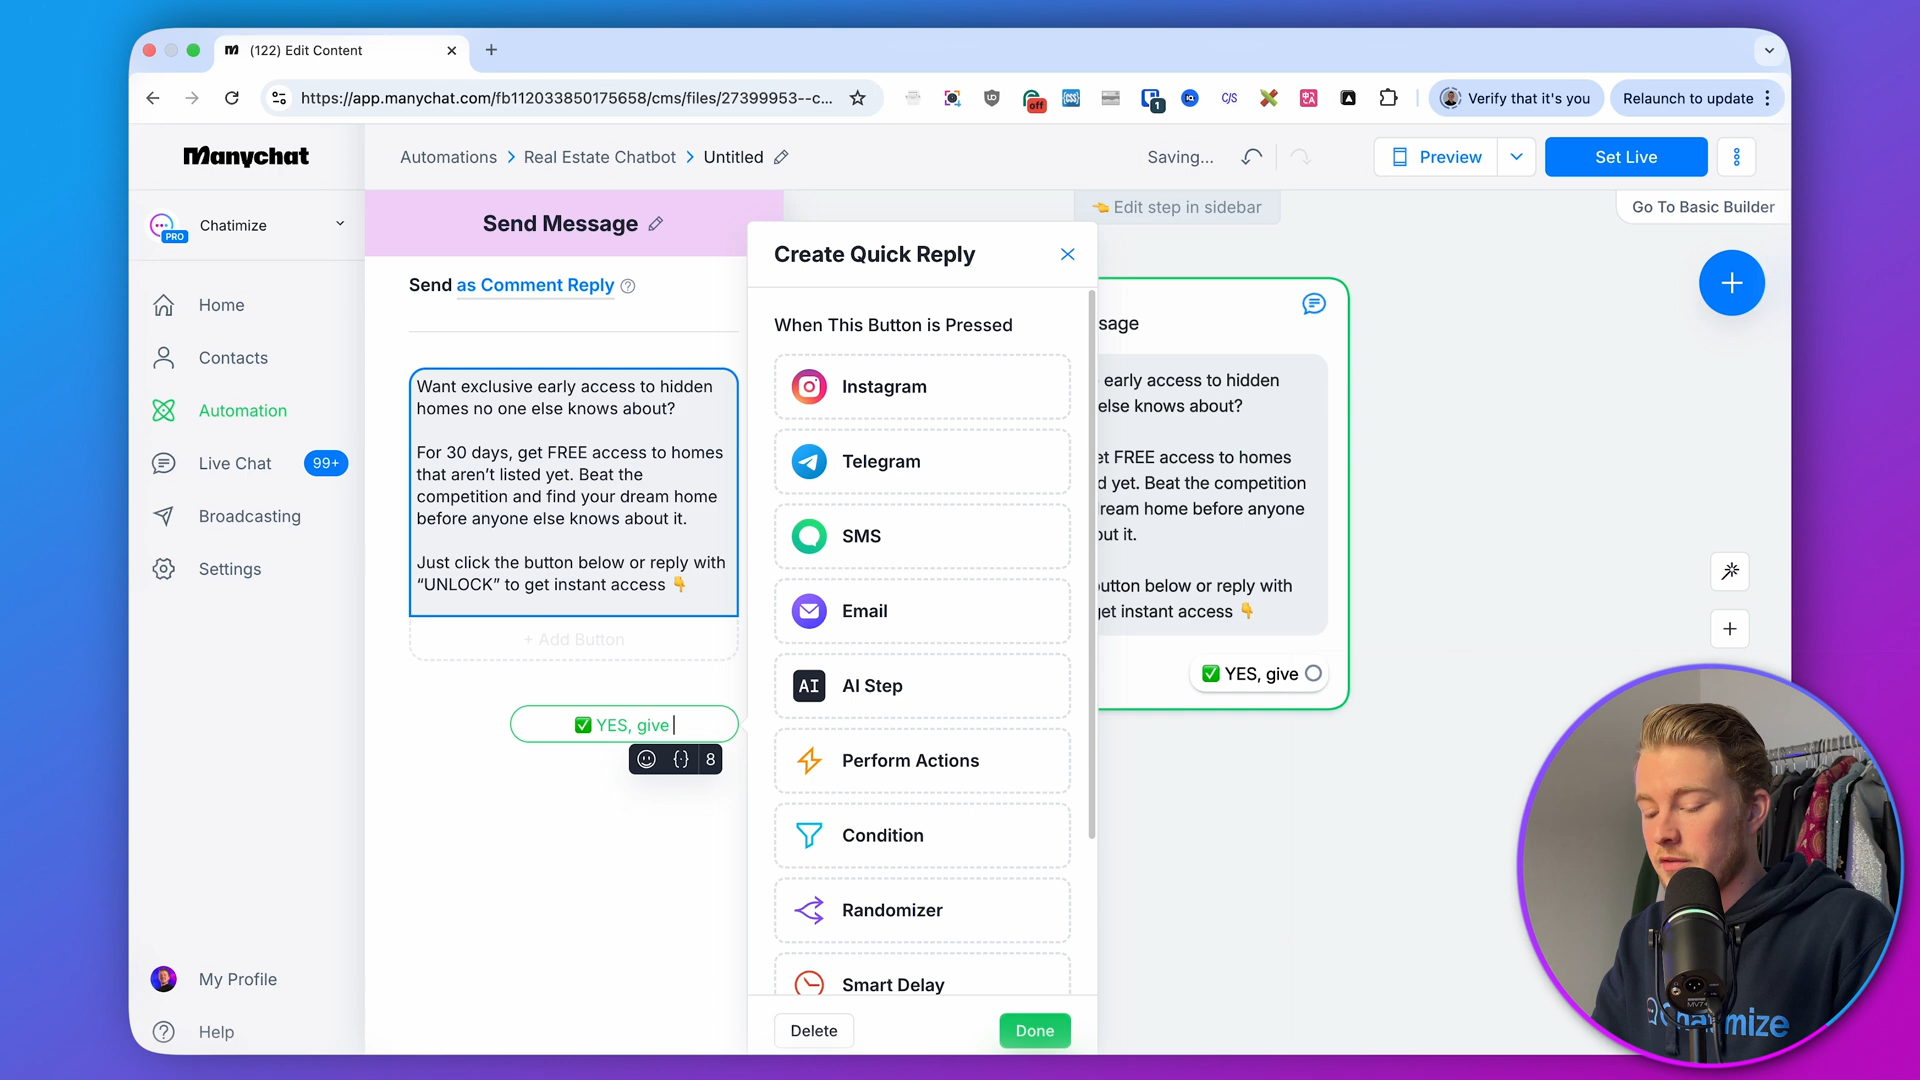 (122) Edit Content
https://app.manychat.com/fb112033850175658/cms/files/27399953--c...
off
1
C/S
Verify that it's you
Relaunch to update
Manychat
Automations > Real Estate Chatbot > Untitled
Saving...
Preview
Set Live
PRO
Chatimize
Home
Contacts
Automation
Live Chat
99+
Broadcasting
Settings
My Profile
Help
Send Message
Send as Comment Reply ?
Want exclusive early access to hidden
homes no one else knows about?
For 30 days, get FREE access to homes
that aren’t listed yet. Beat the
competition and find your dream home
before anyone else knows about it.
Just click the button below or reply with
“UNLOCK” to get instant access 👇
+ Add Button
✅ YES, give
{·} 8
Create Quick Reply
When This Button is Pressed
Instagram
Telegram
SMS
Email
AI AI Step
Perform Actions
Condition
Randomizer
Smart Delay
Delete
Done
👈 Edit step in sidebar
Go To Basic Builder
sage
early access to hidden
else knows about?
et FREE access to homes
d yet. Beat the competition
ream home before anyone
out it.
utton below or reply with
get instant access 👇
✅ YES, give
MV7+